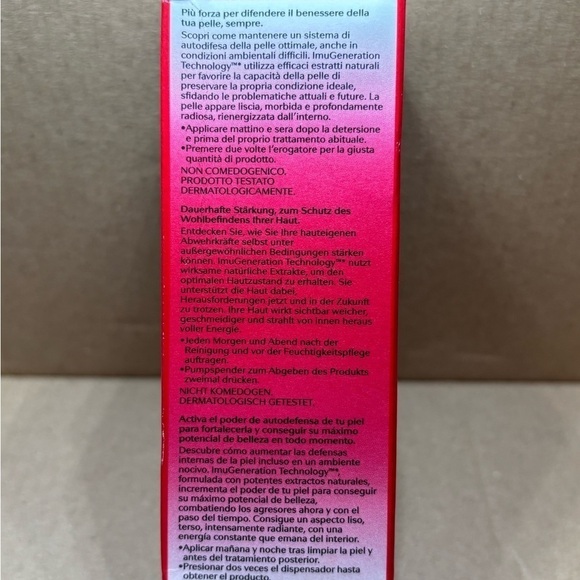 Più forza per difendere il benessere della
tua pelle, sempre.
Scopri come mantenere un sistema di
autodifesa della pelle ottimale, anche in
condizioni ambientali difficili. ImuGeneration
Technology™* utilizza efficaci estratti naturali
per favorire la capacità della pelle di
preservare la propria condizione ideale,
sfidando le problematiche attuali e future. La
pelle appare liscia, morbida e profondamente
radiosa, rienergizzata dall'interno.
•Applicare mattino e sera dopo la detersione
e prima del proprio trattamento abituale.
•Premere due volte l'erogatore per la giusta
quantità di prodotto.
NON COMEDOGENICO.
PRODOTTO TESTATO
DERMATOLOGICAMENTE.
Dauerhafte Stärkung, zum Schutz des
Wohlbefindens Ihrer Haut.
Entdecken Sie, wie Sie Ihre hauteigenen
Abwehrkräfte selbst unter
außergewöhnlichen Bedingungen stärken
können. ImuGeneration Technology™* nutzt
wirksame natürliche Extrakte, um den
optimalen Hautzustand zu erhalten. Sie
unterstützt die Haut dabei,
Herausforderungen jetzt und in der Zukunft
zu trotzen. Ihre Haut wirkt sichtbar weicher,
geschmeidiger und strahlt von innen heraus
voller Energie.
•Jeden Morgen und Abend nach der
Reinigung und vor der Feuchtigkeitspflege
auftragen.
•Pumpspender zum Abgeben des Produkts
zweimal drücken.
NICHT KOMEDOGEN.
DERMATOLOGISCH GETESTET.
Activa el poder de autodefensa de tu piel
para fortalecerla y conseguir su máximo
potencial de belleza en todo momento.
Descubre cómo aumentar las defensas
internas de la piel incluso en un ambiente
nocivo. ImuGeneration Technology™*,
formulada con potentes extractos naturales,
incrementa el poder de tu piel para conseguir
su máximo potencial de belleza,
combatiendo los agresores ahora y con el
paso del tiempo. Consigue un aspecto liso,
terso, intensamente radiante, con una
energía constante que emana del interior.
•Aplicar mañana y noche tras limpiar la piel y
antes del tratamiento posterior.
•Presionar dos veces el dispensador hasta
obtener el producto.